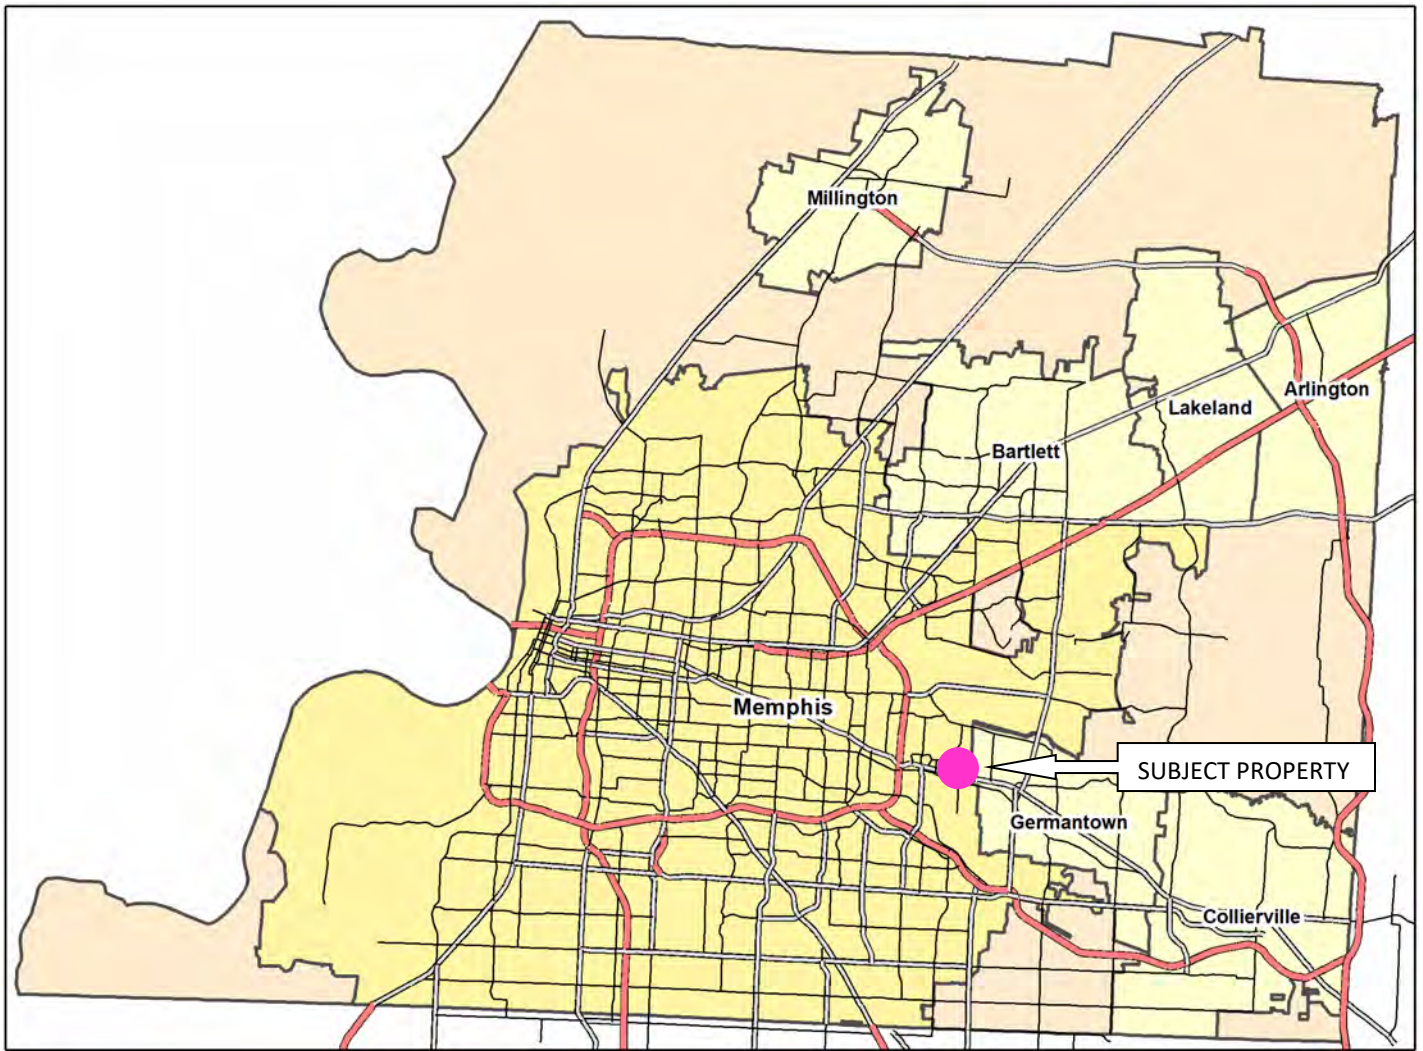 Millington
Arlington
Lakeland
Bartlett
Memphis
SUBJECT PROPERTY
Germantown
Collierville